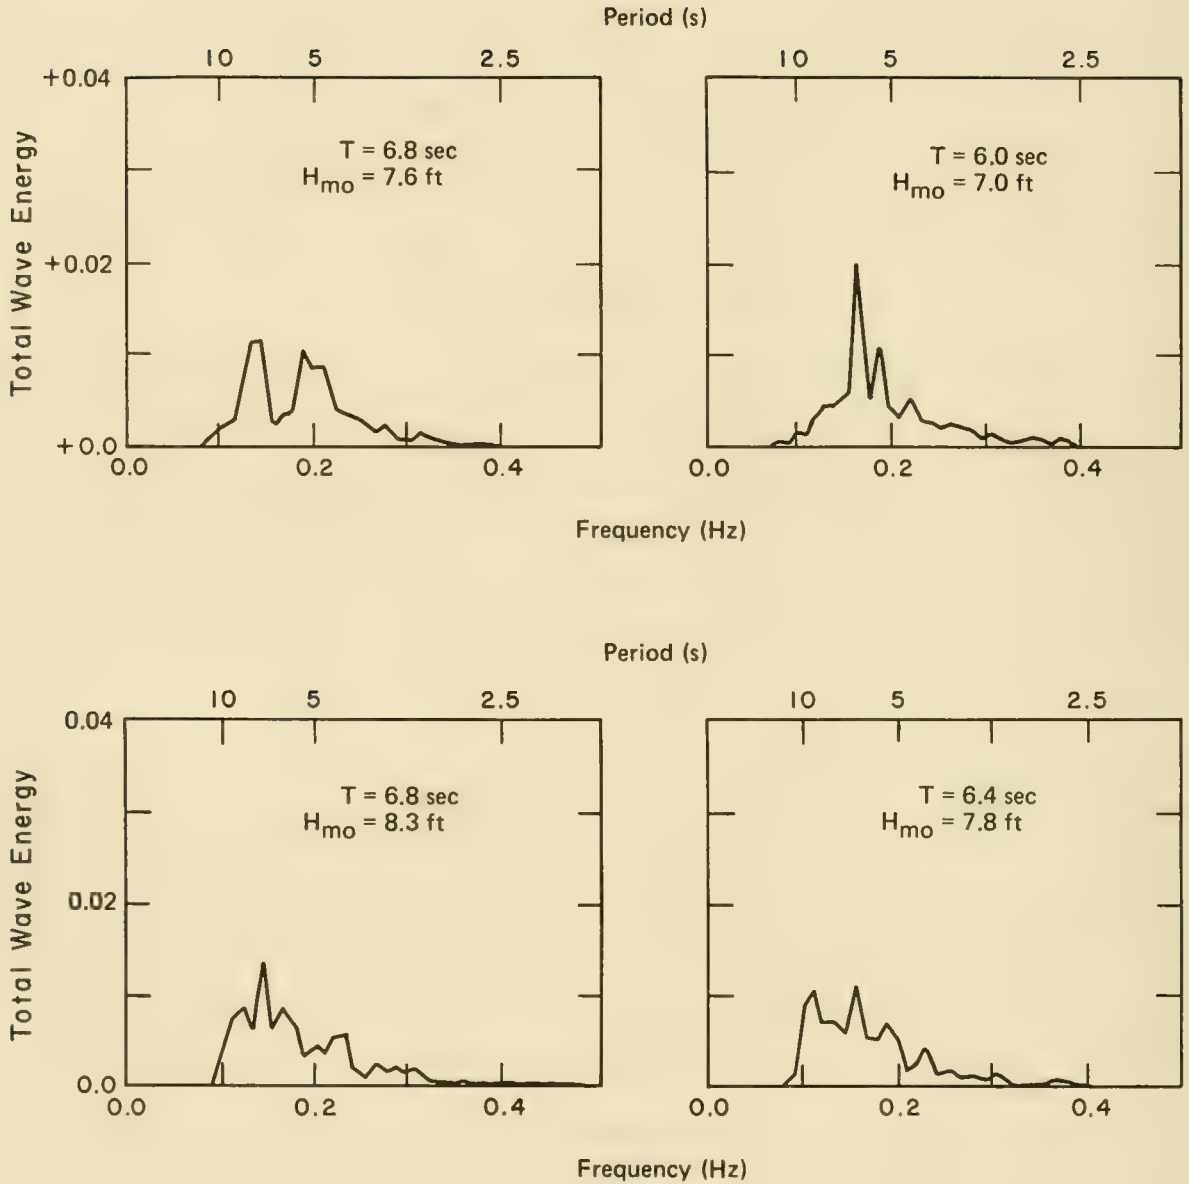 Period (s)
10 5 2.5 10 5 2.5
+0.04
T = 6.8 sec
Hmo = 7.6 ft
T = 6.0 sec
Hmo = 7.0 ft
Total Wave Energy
+0.02
+0.0
0.0 0.2 0.4 0.0 0.2 0.4
Frequency (Hz)
Period (s)
10 5 2.5 10 5 2.5
0.04
T = 6.8 sec
Hmo = 8.3 ft
T = 6.4 sec
Hmo = 7.8 ft
Total Wave Energy
0.02
0.0
0.0 0.2 0.4 0.0 0.2 0.4
Frequency (Hz)